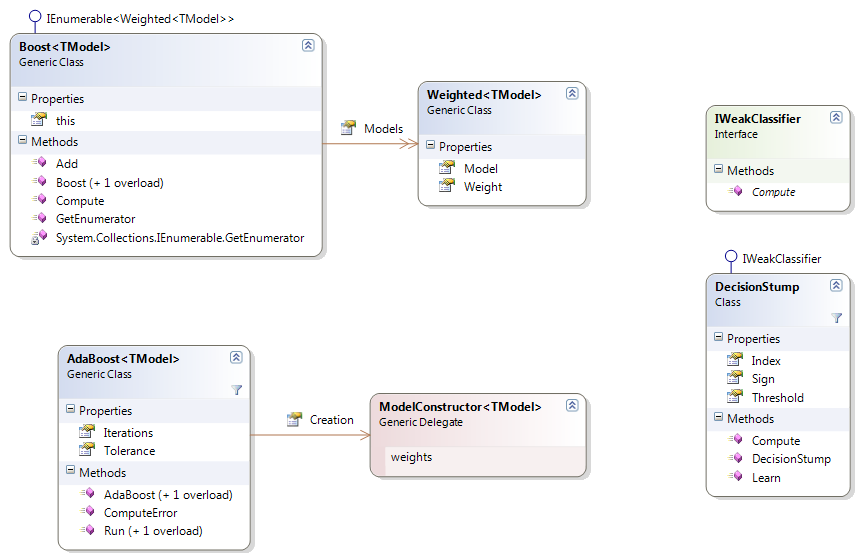 IEnumerable<Weighted<TModel>>
Boost<TModel>
Generic Class
Properties
this
Methods
Add
Boost (+ 1 overload)
Compute
GetEnumerator
System.Collections.IEnumerable.GetEnumerator
Models
Weighted<TModel>
Generic Class
Properties
Model
Weight
IWeakClassifier
Interface
Methods
Compute
IWeakClassifier
DecisionStump
Class
Properties
Index
Sign
Threshold
Methods
Compute
DecisionStump
Learn
AdaBoost<TModel>
Generic Class
Properties
Iterations
Tolerance
Methods
AdaBoost (+ 1 overload)
ComputeError
Run (+ 1 overload)
Creation
ModelConstructor<TModel>
Generic Delegate
weights